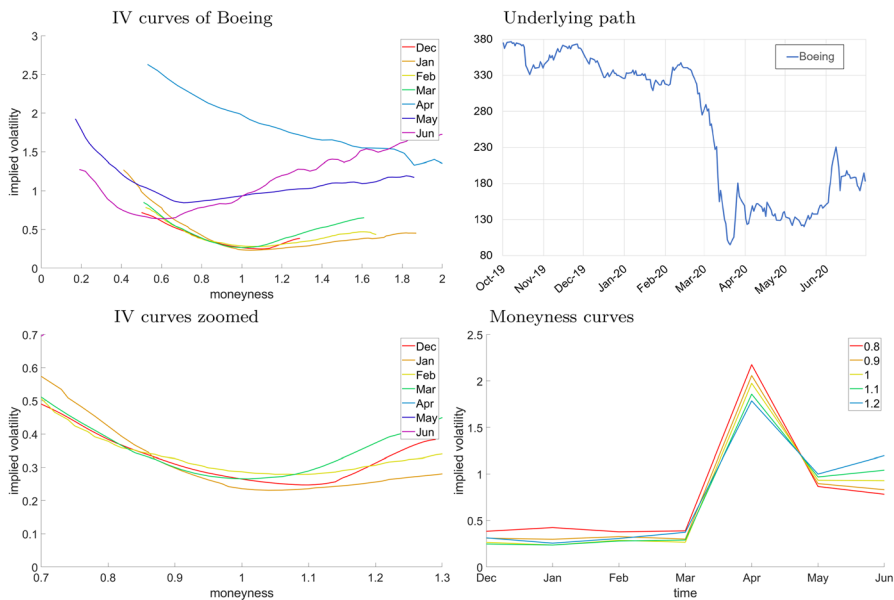 IV curves of Boeing
3
2.5
2
1.5
1
0.5
0
implied volatility
0 0.2 0.4 0.6 0.8 1 1.2 1.4 1.6 1.8 2
moneyness
Dec
Jan
Feb
Mar
Apr
May
Jun
Underlying path
380
330
280
230
180
130
80
Boeing
Oct-19 Nov-19 Dec-19 Jan-20 Feb-20 Mar-20 Apr-20 May-20 Jun-20
IV curves zoomed
0.7
0.6
0.5
0.4
0.3
0.2
0.1
0
implied volatility
0.7 0.8 0.9 1 1.1 1.2 1.3
moneyness
Dec
Jan
Feb
Mar
Apr
May
Jun
Moneyness curves
2.5
2
1.5
1
0.5
0
implied volatility
Dec Jan Feb Mar Apr May Jun
time
0.8
0.9
1
1.1
1.2